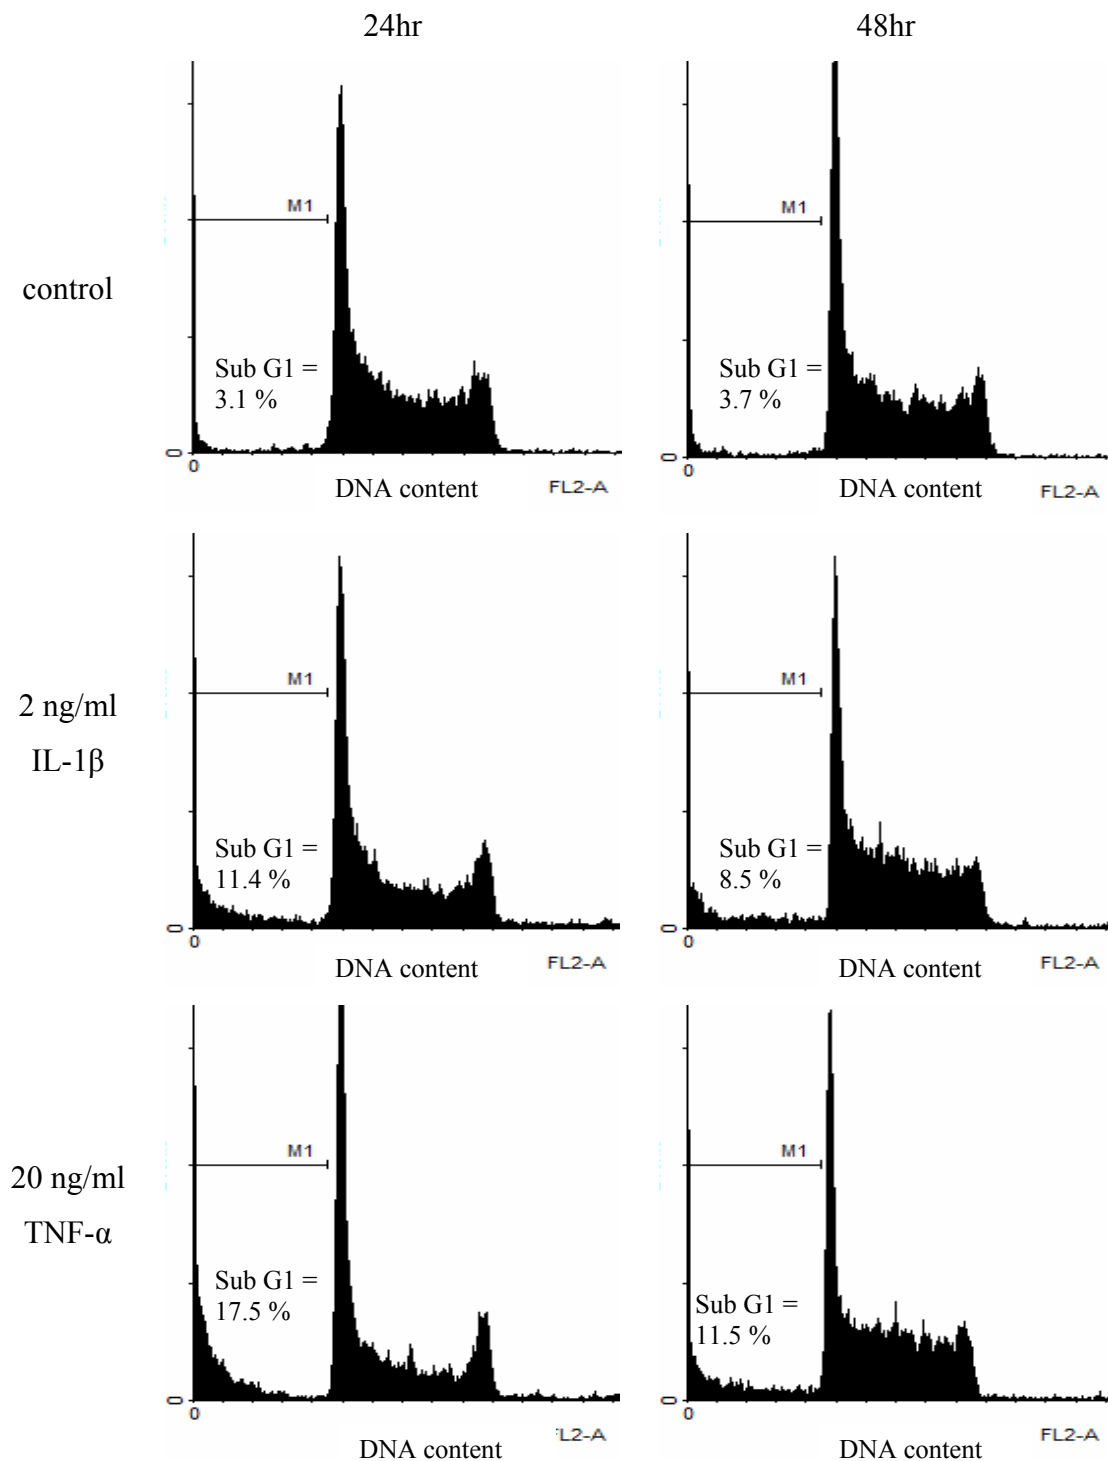 24hr
48hr
control
M1
Sub G1 =
3.1 %
0
0
DNA content
FL2-A
M1
Sub G1 =
3.7 %
0
0
DNA content
FL2-A
2 ng/ml
IL-1β
M1
Sub G1 =
11.4 %
0
0
DNA content
FL2-A
M1
Sub G1 =
8.5 %
0
0
DNA content
FL2-A
20 ng/ml
TNF-α
M1
Sub G1 =
17.5 %
0
0
DNA content
FL2-A
M1
Sub G1 =
11.5 %
0
0
DNA content
FL2-A